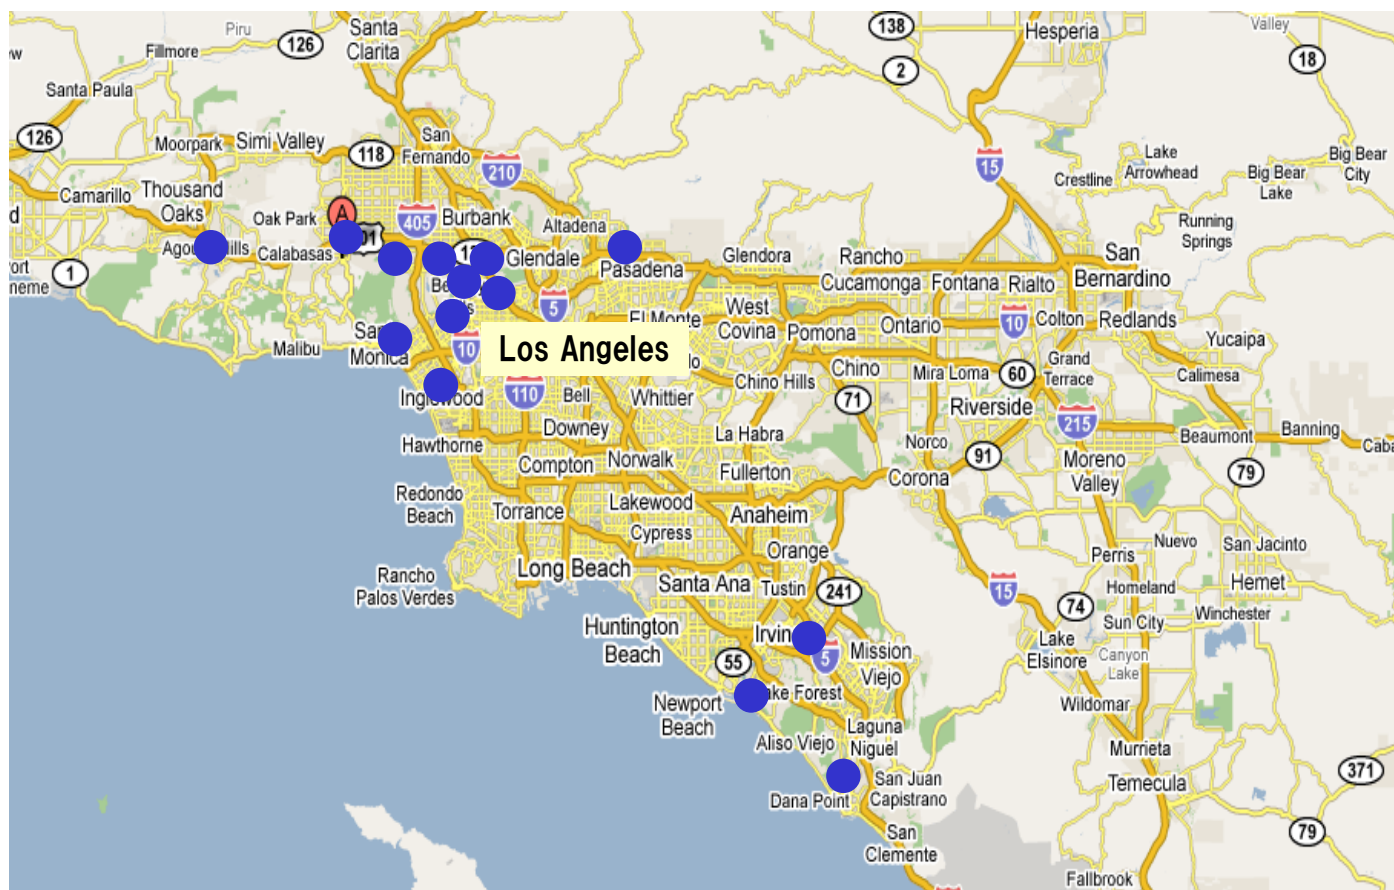 Piru
Santa
Clarita
126
Fillmore
Santa Paula
138
Hesperia
Valley
18
2
126
Moorpark
Simi Valley
118
San
Fernando
210
15
Lake
Arrowhead
Crestline
Big Bear
City
Big Bear
Lake
Camarillo
Thousand
Oaks
Oak Park
A
405
Burbank
Altadena
Running
Springs
Calabasas
Glendale
Pasadena
Glendora
Rancho
Cucamonga
Fontana
Rialto
San
Bernardino
1
5
West
Covina
Pomona
Ontario
10
Colton
Redlands
Yucaipa
Malibu
10
Los Angeles
Chino
Mira Loma
60
Grand
Terrace
Calimesa
Chino Hills
110
Bell
Whittier
71
Riverside
215
Hawthorne
Downey
La Habra
Norco
91
Beaumont
Banning
Compton
Norwalk
Fullerton
Corona
Moreno
Valley
79
Redondo
Beach
Torrance
Lakewood
Anaheim
Cypress
Orange
Perris
Nuevo
San Jacinto
Rancho
Palos Verdes
Long Beach
Santa Ana
Tustin
241
15
Homeland
Hemet
74
Winchester
Sun City
Huntington
Beach
5
55
Mission
Viejo
Lake
Elsinore
Canyon
Lake
Newport
Beach
Wildomar
Laguna
Niguel
Aliso Viejo
Murrieta
371
Dana Point
San Juan
Capistrano
Temecula
San
Clemente
79
Fallbrook